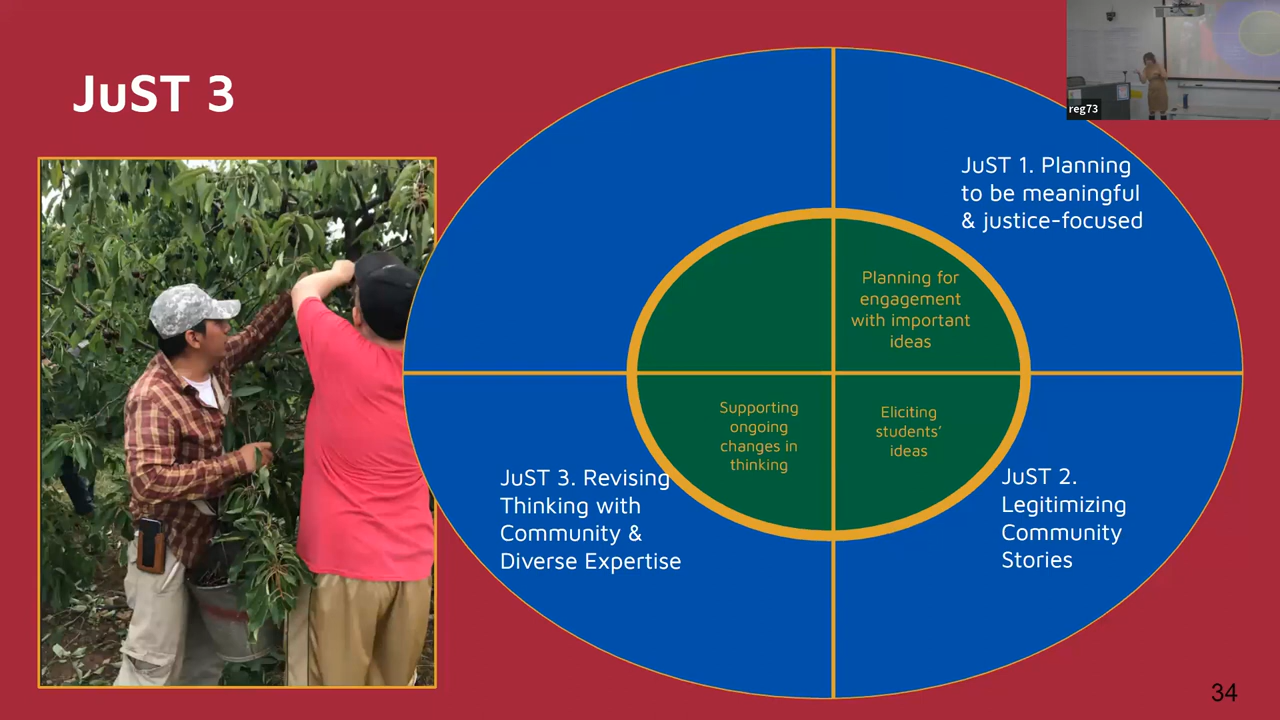 JuST 3
reg73
JuST 1. Planning
to be meaningful
& justice-focused
Planning for
engagement
with important
ideas
Supporting
ongoing
changes in
thinking
Eliciting
students’
ideas
JuST 3. Revising
Thinking with
Community &
Diverse Expertise
JuST 2.
Legitimizing
Community
Stories
34